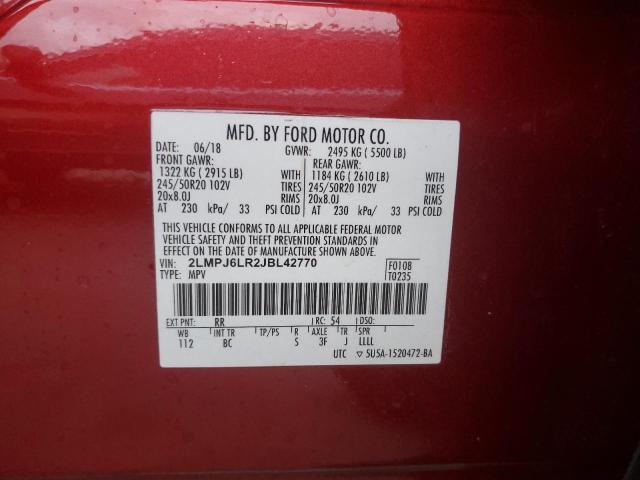 MFD. BY FORD MOTOR CO.
DATE: 06/18 GVWR: 2495 KG ( 5500 LB)
FRONT GAWR: REAR GAWR:
1322 KG ( 2915 LB) WITH 1184 KG ( 2610 LB) WITH
245/50R20 102V TIRES 245/50R20 102V TIRES
20x8.0J RIMS 20x8.0J RIMS
AT 230 kPa/ 33 PSI COLD AT 230 kPa/ 33 PSI COLD
THIS VEHICLE CONFORMS TO ALL APPLICABLE FEDERAL MOTOR
VEHICLE SAFETY AND THEFT PREVENTION STANDARDS IN
EFFECT ON THE DATE OF MANUFACTURE SHOWN ABOVE.
VIN: 2LMPJ6LR2JBL42770 F0108
TYPE: MPV T0235
EXT PNT: RR RC: 54 DSO:
WB INT TR TP/PS R AXLE TR SPR
112 BC S 3F J LLLL
UTC ▽ 5U5A-1520472-BA